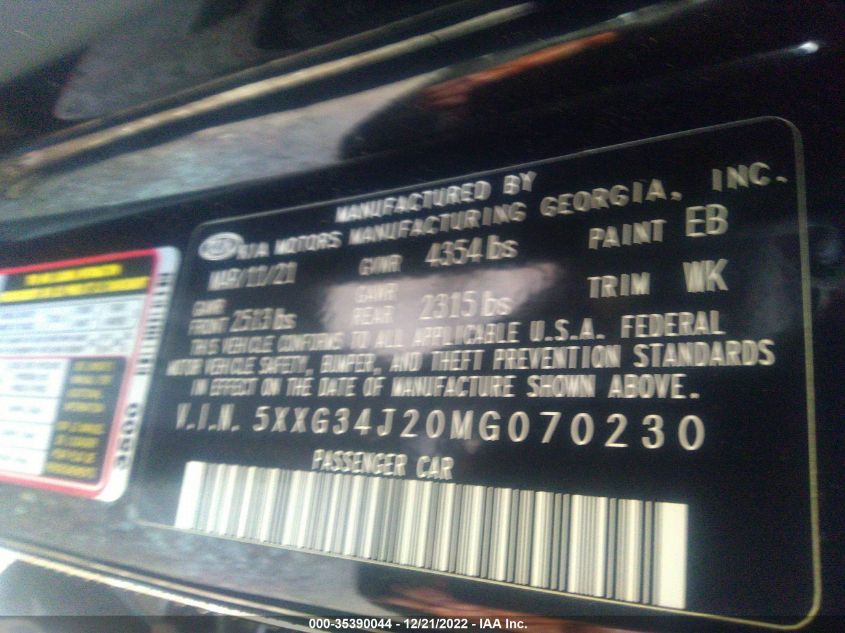 MANUFACTURED BY
KIA KIA MOTORS MANUFACTURING GEORGIA, INC.
MAR/11/21 GVWR 4354 lbs PAINT EB
GAWR FRONT 2513 lbs GAWR REAR 2315 lbs TRIM WK
THIS VEHICLE CONFORMS TO ALL APPLICABLE U.S.A. FEDERAL
MOTOR VEHICLE SAFETY, BUMPER, AND THEFT PREVENTION STANDARDS
IN EFFECT ON THE DATE OF MANUFACTURE SHOWN ABOVE.
V.I.N. 5XXG34J20MG070230
PASSENGER CAR
3500
000-35390044 - 12/21/2022 - IAA Inc.